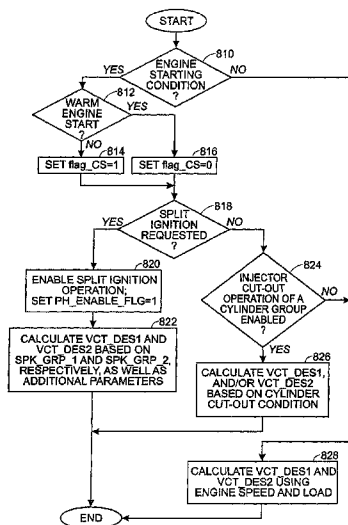 START
810
ENGINE
STARTING
CONDITION
?
YES
NO
812
WARM
ENGINE
START
?
YES
NO
814
SET flag_CS=1
816
SET flag_CS=0
818
SPLIT
IGNITION
REQUESTED
?
YES
NO
820
ENABLE SPLIT IGNITION
OPERATION;
SET PH_ENABLE_FLG=1
822
CALCULATE VCT_DES1 AND
VCT_DES2 BASED ON
SPK_GRP_1 AND SPK_GRP_2,
RESPECTIVELY, AS WELL AS
ADDITIONAL PARAMETERS
824
INJECTOR
CUT-OUT
OPERATION OF A
CYLINDER GROUP
ENABLED
?
NO
YES
826
CALCULATE VCT_DES1,
AND/OR VCT_DES2
BASED ON CYLINDER
CUT-OUT CONDITION
828
CALCULATE VCT_DES1 AND
VCT_DES2 USING
ENGINE SPEED AND LOAD
END